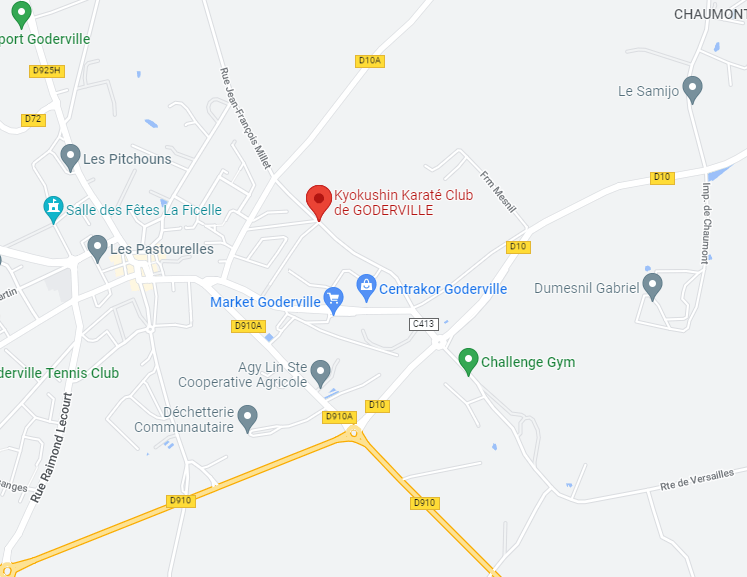 CHAUMONT
port Goderville
D10A
D925H
Rue Jean-François Millet
Le Samijo
D72
Les Pitchouns
Frm Mesnil
D10
Kyokushin Karaté Club
de GODERVILLE
Salle des Fêtes La Ficelle
Imp. de Chaumont
Les Pastourelles
D10
Centrakor Goderville
Dumesnil Gabriel
artin
Market Goderville
D910A
C413
Challenge Gym
derville Tennis Club
Agy Lin Ste
Cooperative Agricole
Déchetterie
Communautaire
D10
D910A
Rue Raimond Lecourt
anges
Rte de Versailles
D910
D910